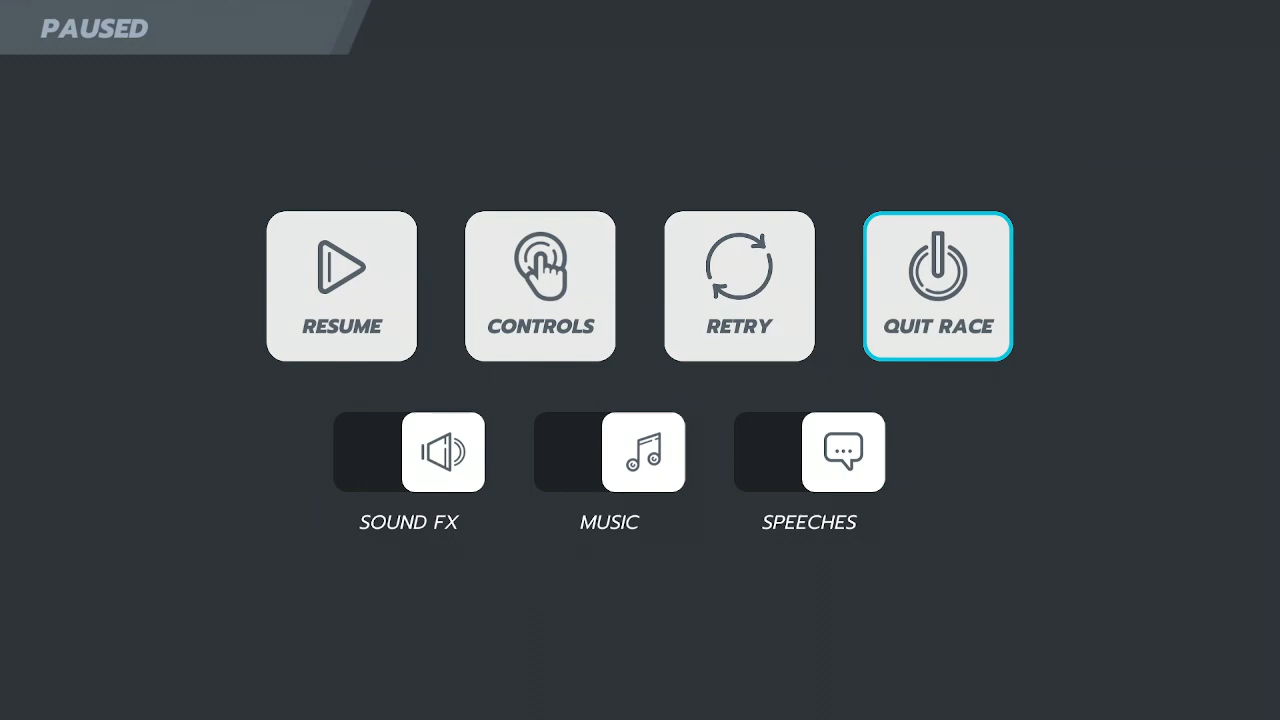 PAUSED
RESUME
CONTROLS
RETRY
QUIT RACE
SOUND FX
MUSIC
SPEECHES